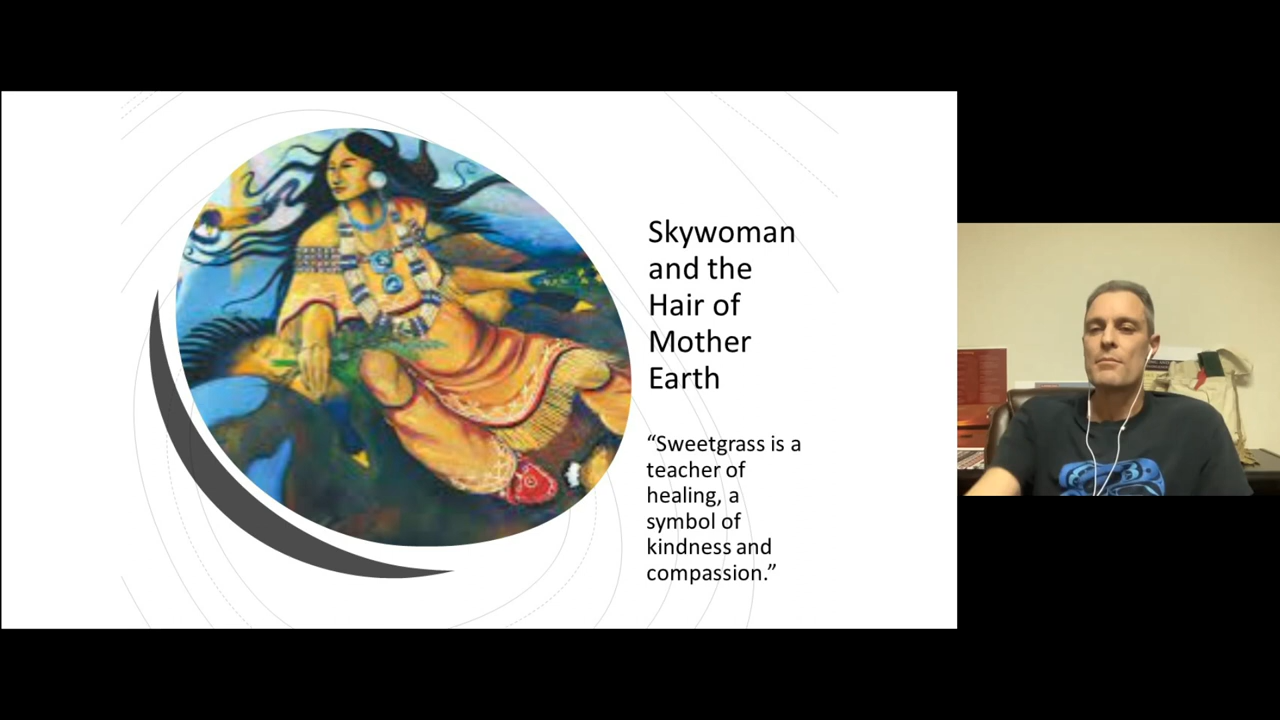 Skywoman
and the
Hair of
Mother
Earth
“Sweetgrass is a
teacher of
healing, a
symbol of
kindness and
compassion.”